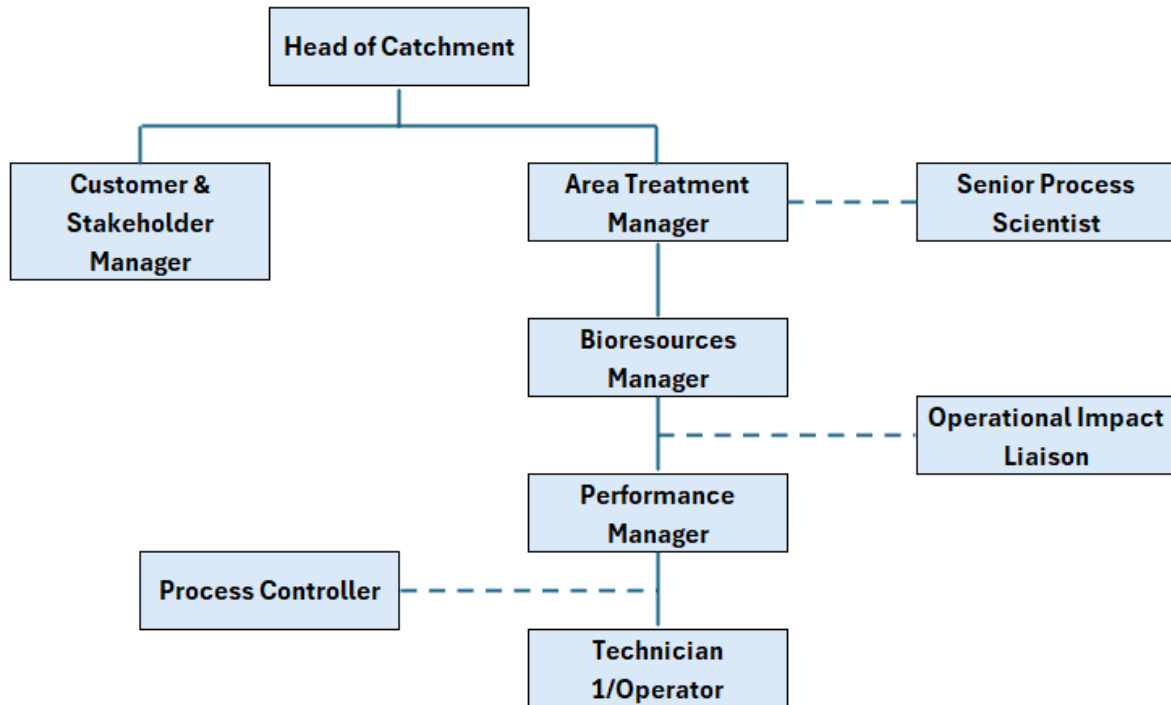 Head of Catchment
Customer &
Stakeholder
Manager
Area Treatment
Manager
Senior Process
Scientist
Bioresources
Manager
Operational Impact
Liaison
Performance
Manager
Process Controller
Technician
1/Operator